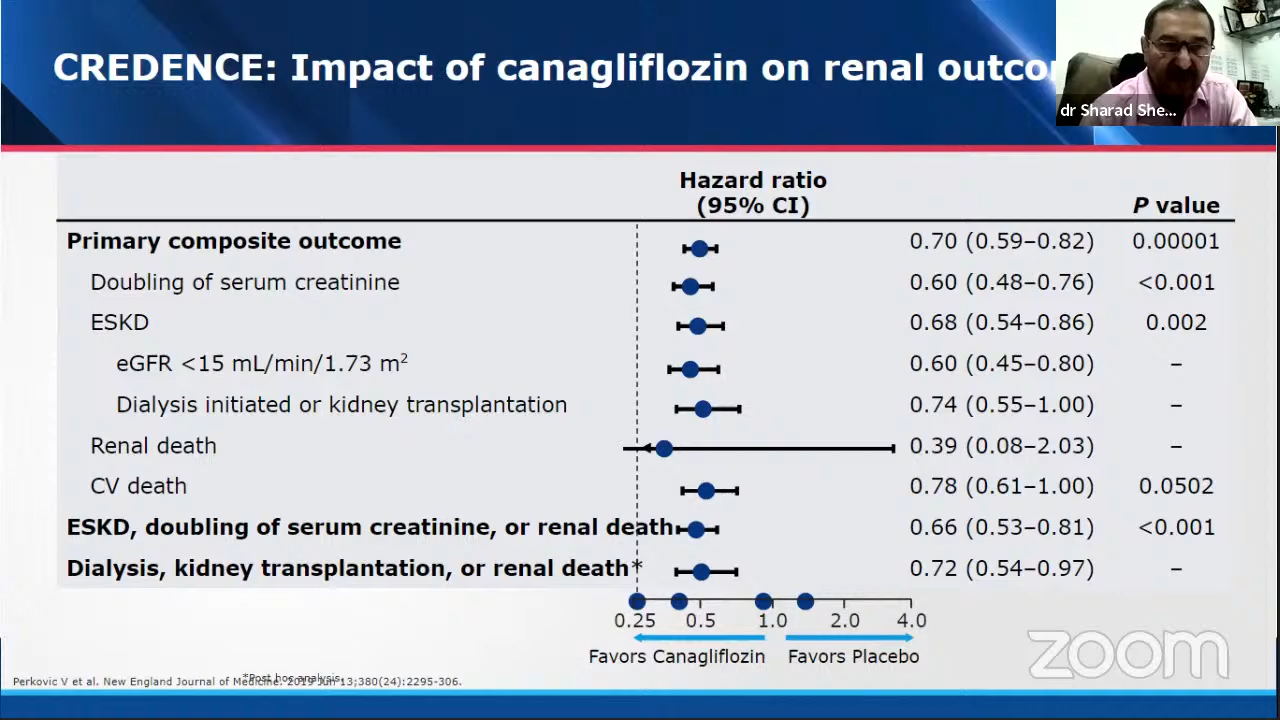 CREDENCE: Impact of canagliflozin on renal outco
dr Sharad She...
Hazard ratio
(95% CI)
P value
Primary composite outcome 0.70 (0.59–0.82) 0.00001
Doubling of serum creatinine 0.60 (0.48–0.76) <0.001
ESKD 0.68 (0.54–0.86) 0.002
eGFR <15 mL/min/1.73 m² 0.60 (0.45–0.80) –
Dialysis initiated or kidney transplantation 0.74 (0.55–1.00) –
Renal death 0.39 (0.08–2.03) –
CV death 0.78 (0.61–1.00) 0.0502
ESKD, doubling of serum creatinine, or renal death 0.66 (0.53–0.81) <0.001
Dialysis, kidney transplantation, or renal death* 0.72 (0.54–0.97) –
0.25 0.5 1.0 2.0 4.0
Favors Canagliflozin Favors Placebo
zoom
*Post hoc analysis.
Perkovic V et al. New England Journal of Medicine. 2019 Jun 13;380(24):2295-306.